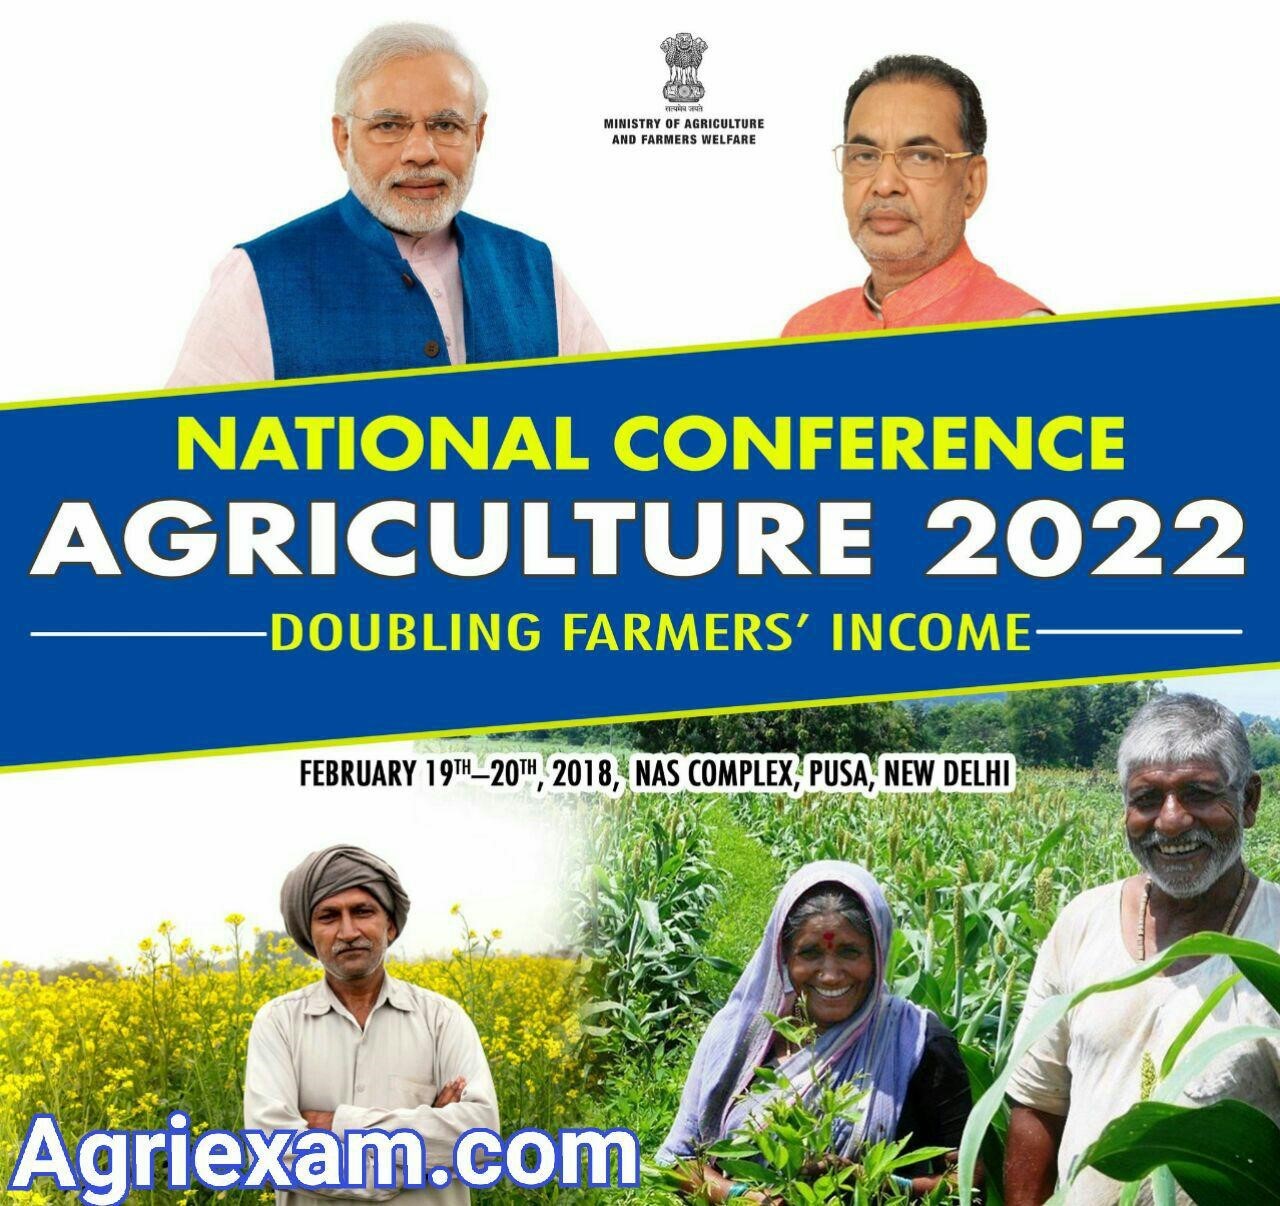 सत्यमेव जयते
MINISTRY OF AGRICULTURE
AND FARMERS WELFARE
NATIONAL CONFERENCE
AGRICULTURE 2022
DOUBLING FARMERS' INCOME
FEBRUARY 19TH–20TH, 2018, NAS COMPLEX, PUSA, NEW DELHI
Agriexam.com